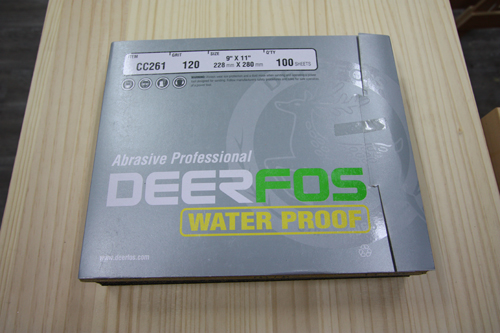 ITEM GRIT SIZE Q'TY
CC261 120 9" X 11" 228 mm X 280 mm 100 SHEETS
Abrasive Professional
DEERFOS
WATER PROOF
www.deerfos.com